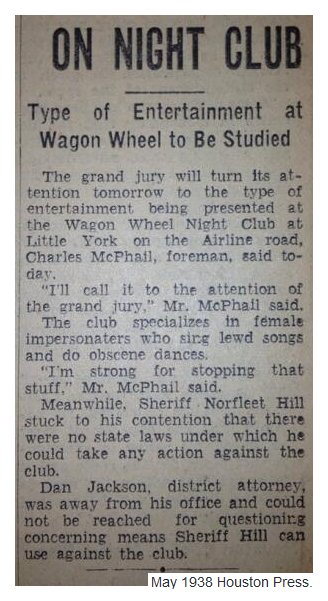 ON NIGHT CLUB
Type of Entertainment at
Wagon Wheel to Be Studied
The grand jury will turn its at-
tention tomorrow to the type of
entertainment being presented at
the Wagon Wheel Night Club at
Little York on the Airline road,
Charles McPhail, foreman, said to-
day.
"I'll call it to the attention of
the grand jury," Mr. McPhail said.
The club specializes in female
impersonaters who sing lewd songs
and do obscene dances.
"I'm strong for stopping that
stuff," Mr. McPhail said.
Meanwhile, Sheriff Norfleet Hill
stuck to his contention that there
were no state laws under which he
could take any action against the
club.
Dan Jackson, district attorney,
was away from his office and could
not be reached for questioning
concerning means Sheriff Hill can
use against the club.
May 1938 Houston Press.